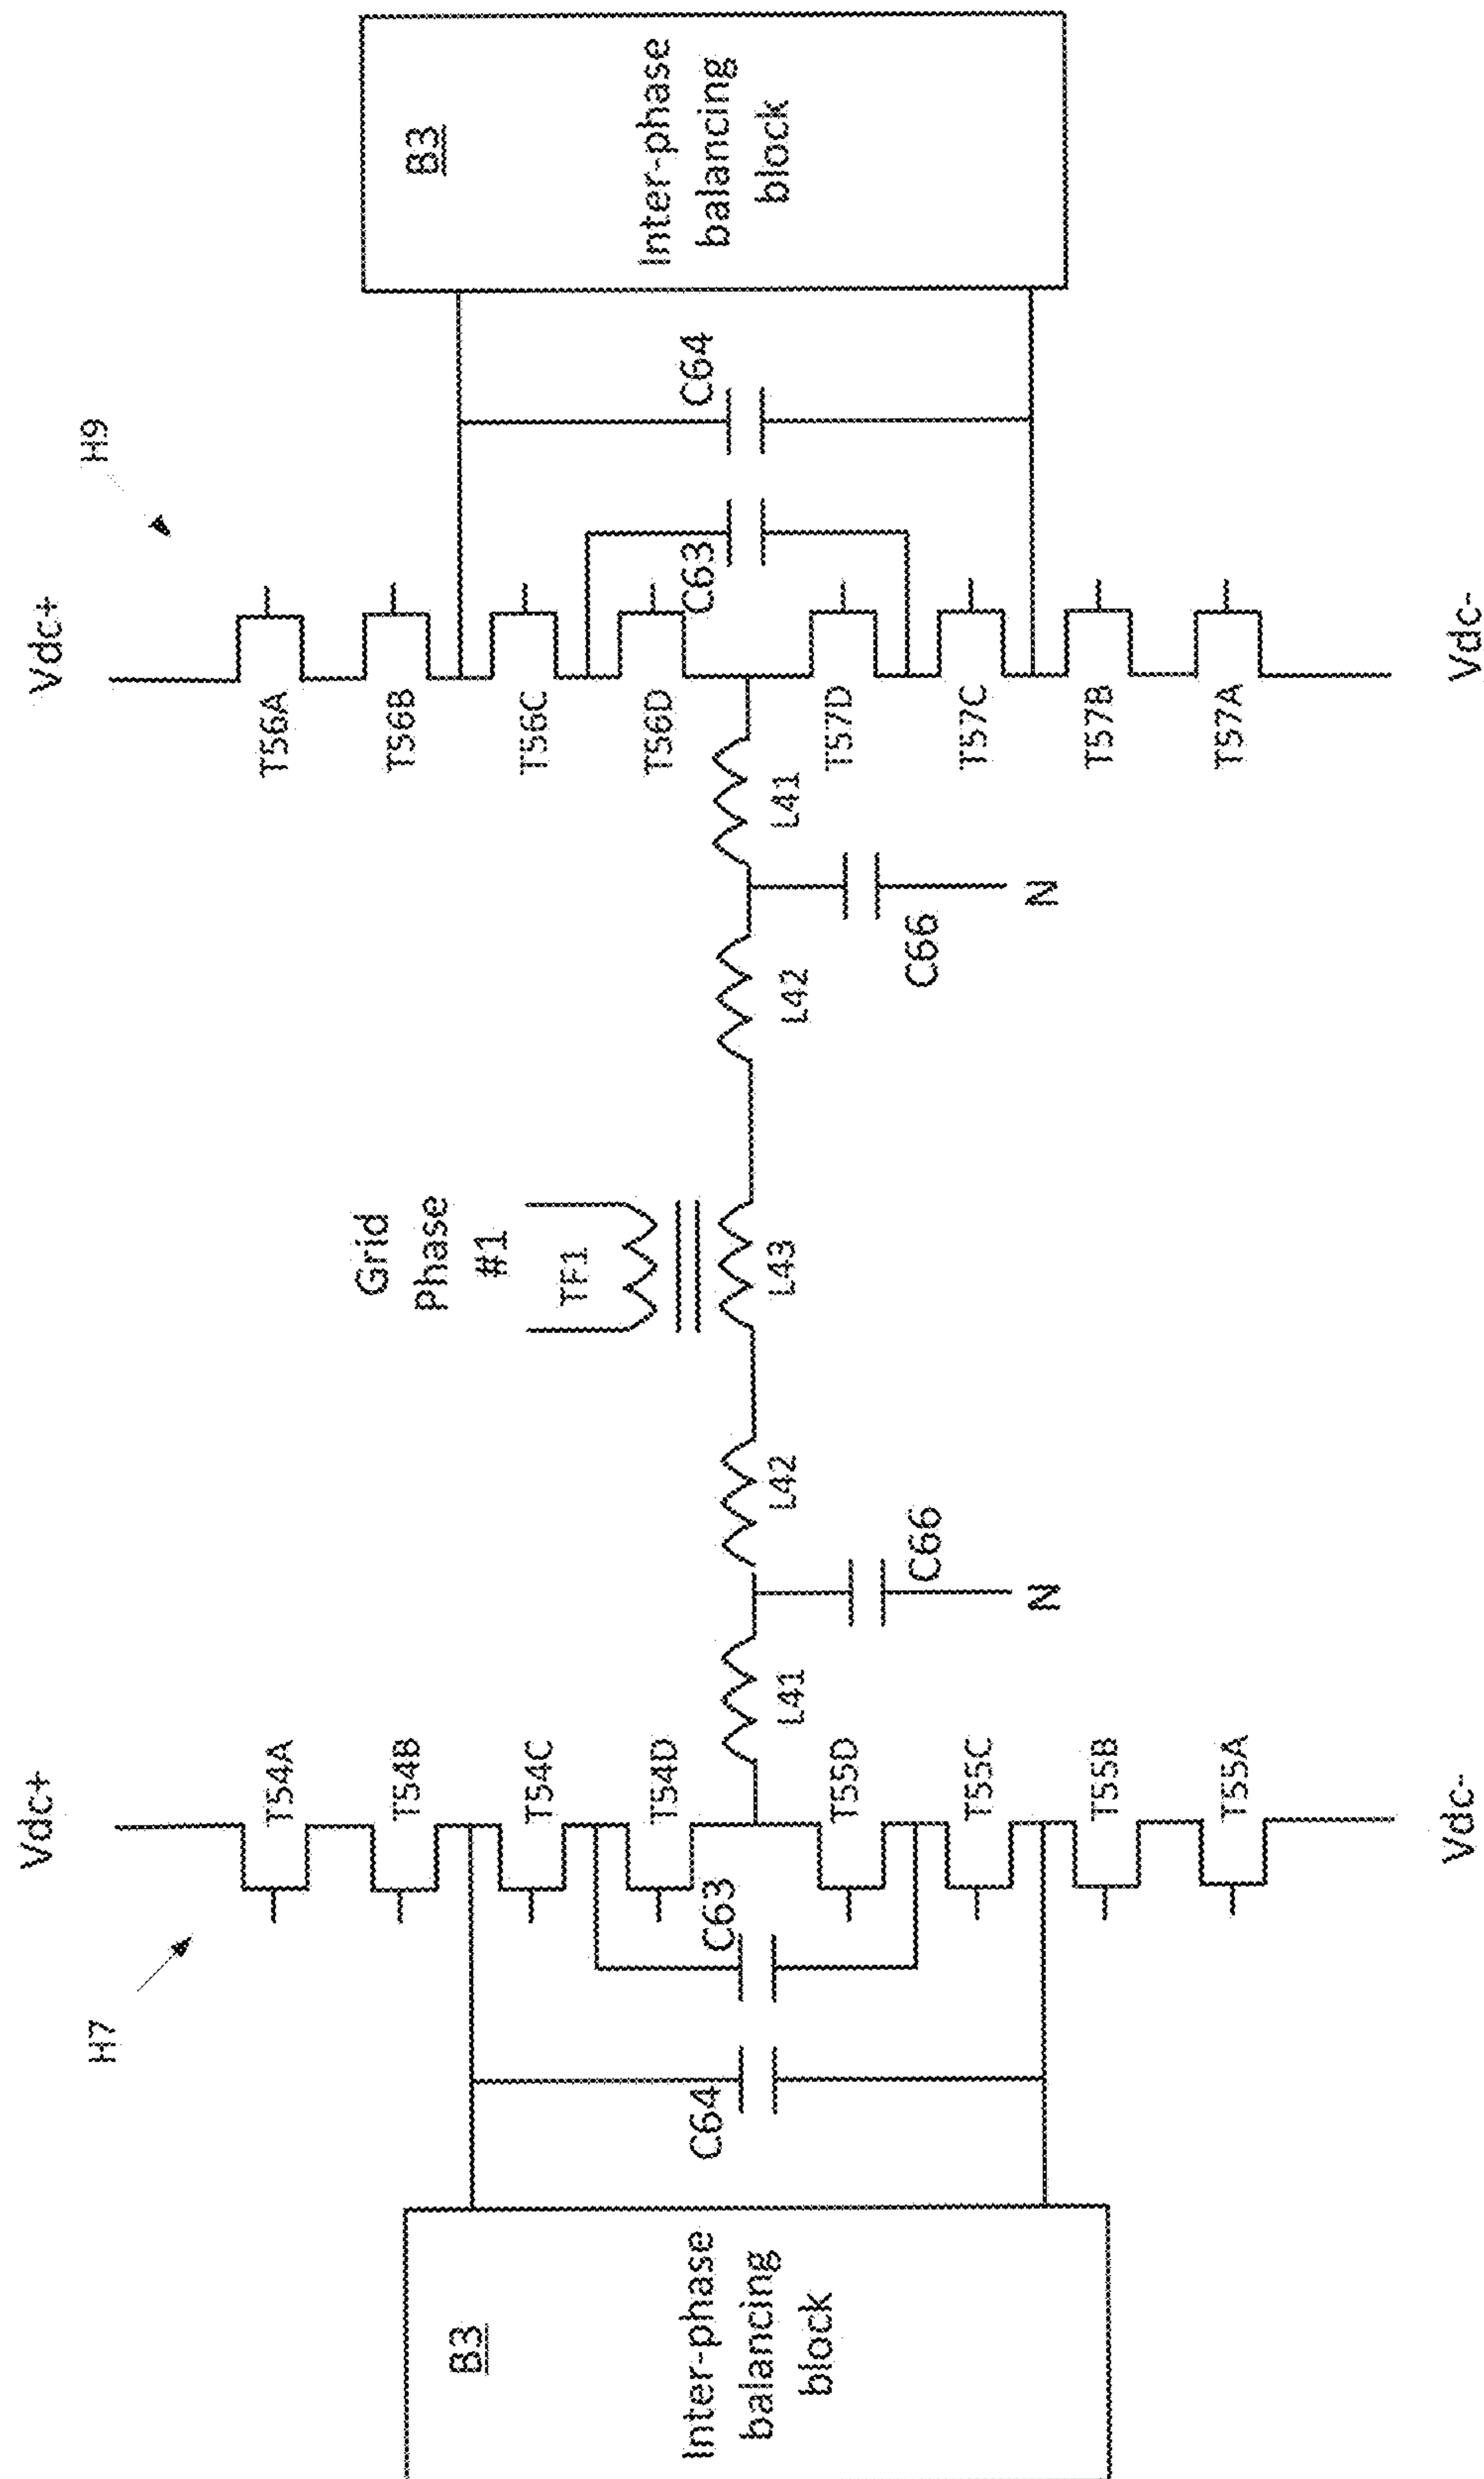 H7
H9
Vdc+
Vdc+
B3
Inter-phase
balancing
block
C64
C63
T54A
T54B
T54C
T54D
T55D
T55C
T55B
T55A
Vdc-
L41
C66
N
L42
Grid
Phase
#1
TF1
L43
L42
C66
N
L41
T56A
T56B
T56C
T56D
T57D
T57C
T57B
T57A
Vdc-
C63
C64
B3
Inter-phase
balancing
block